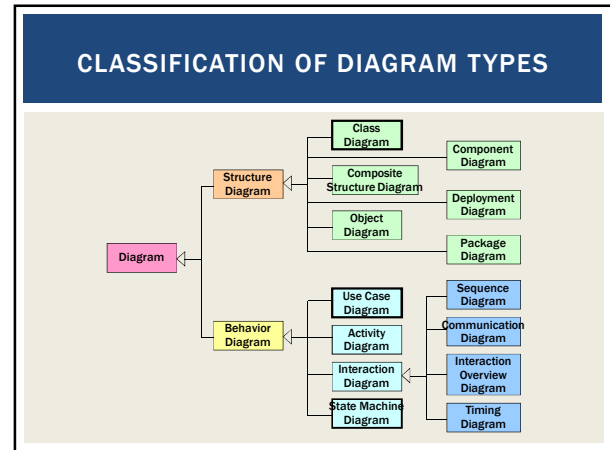 CLASSIFICATION OF DIAGRAM TYPES
Class
Diagram
Component
Diagram
Structure
Diagram
Composite
Structure Diagram
Deployment
Diagram
Object
Diagram
Package
Diagram
Diagram
Use Case
Diagram
Sequence
Diagram
Behavior
Diagram
Activity
Diagram
Communication
Diagram
Interaction
Diagram
Interaction
Overview
Diagram
State Machine
Diagram
Timing
Diagram